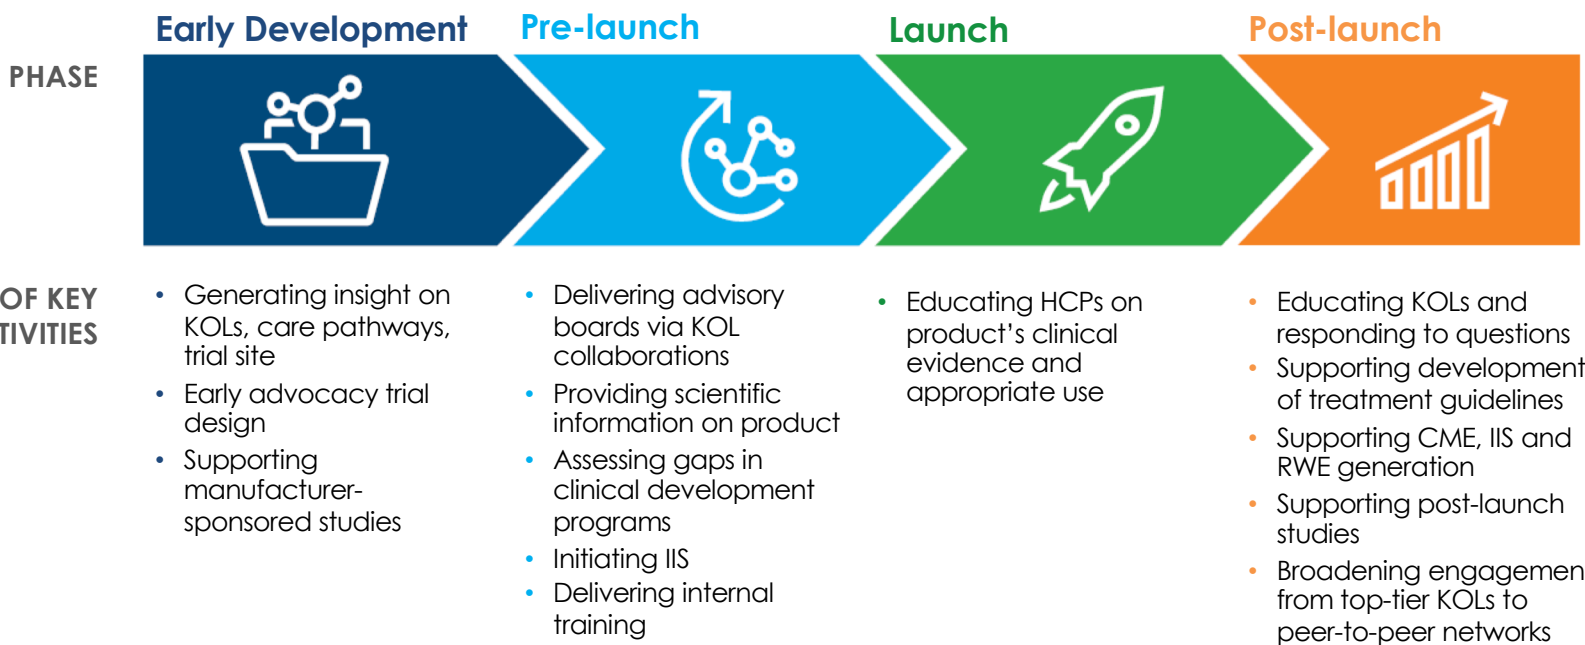 Early Development
Pre-launch
Launch
Post-launch
PHASE
OF KEY
TIVITIES
• Generating insight on
KOLs, care pathways,
trial site
• Early advocacy trial
design
• Supporting
manufacturer-
sponsored studies
• Delivering advisory
boards via KOL
collaborations
• Providing scientific
information on product
• Assessing gaps in
clinical development
programs
• Initiating IIS
• Delivering internal
training
• Educating HCPs on
product's clinical
evidence and
appropriate use
• Educating KOLs and
responding to questions
• Supporting development
of treatment guidelines
• Supporting CME, IIS and
RWE generation
• Supporting post-launch
studies
• Broadening engagemen
from top-tier KOLs to
peer-to-peer networks